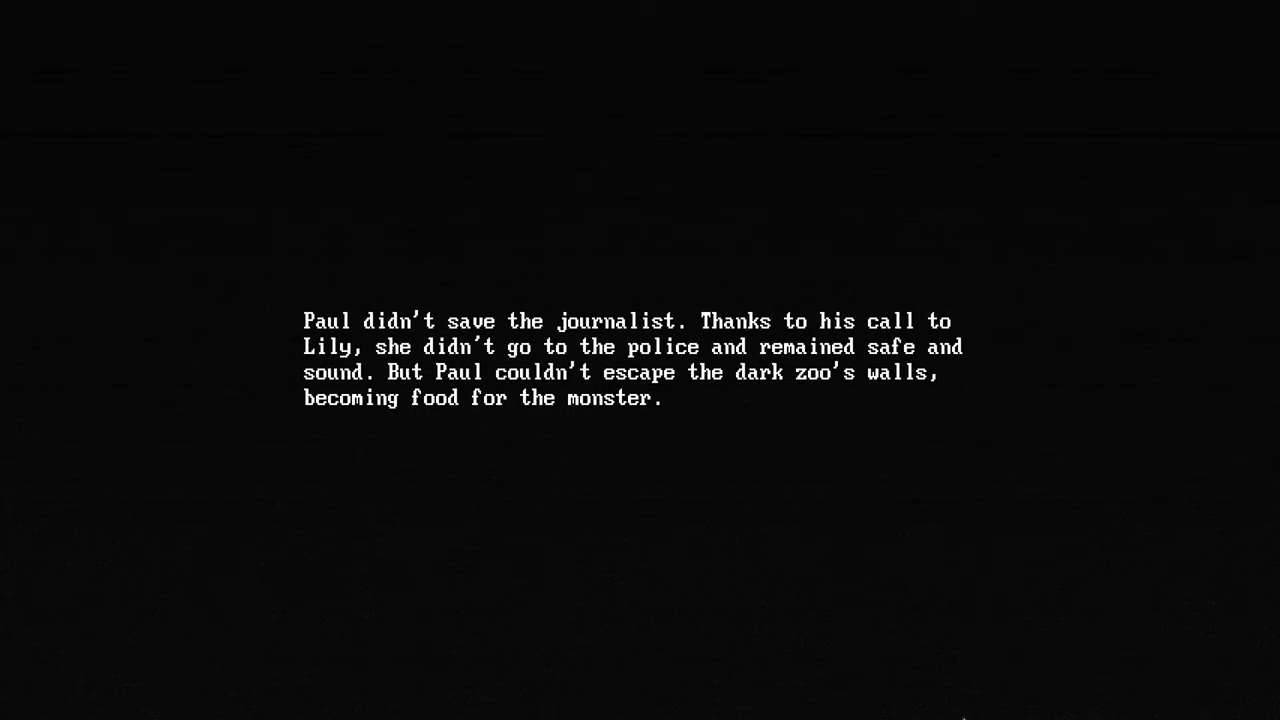 Paul didn't save the journalist. Thanks to his call to
Lily, she didn't go to the police and remained safe and
sound. But Paul couldn't escape the dark zoo's walls,
becoming food for the monster.